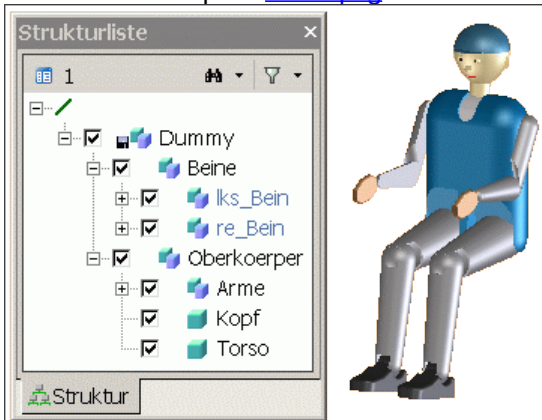 Strukturliste
1
Dummy
Beine
lks_Bein
re_Bein
Oberkoerper
Arme
Kopf
Torso
Struktur